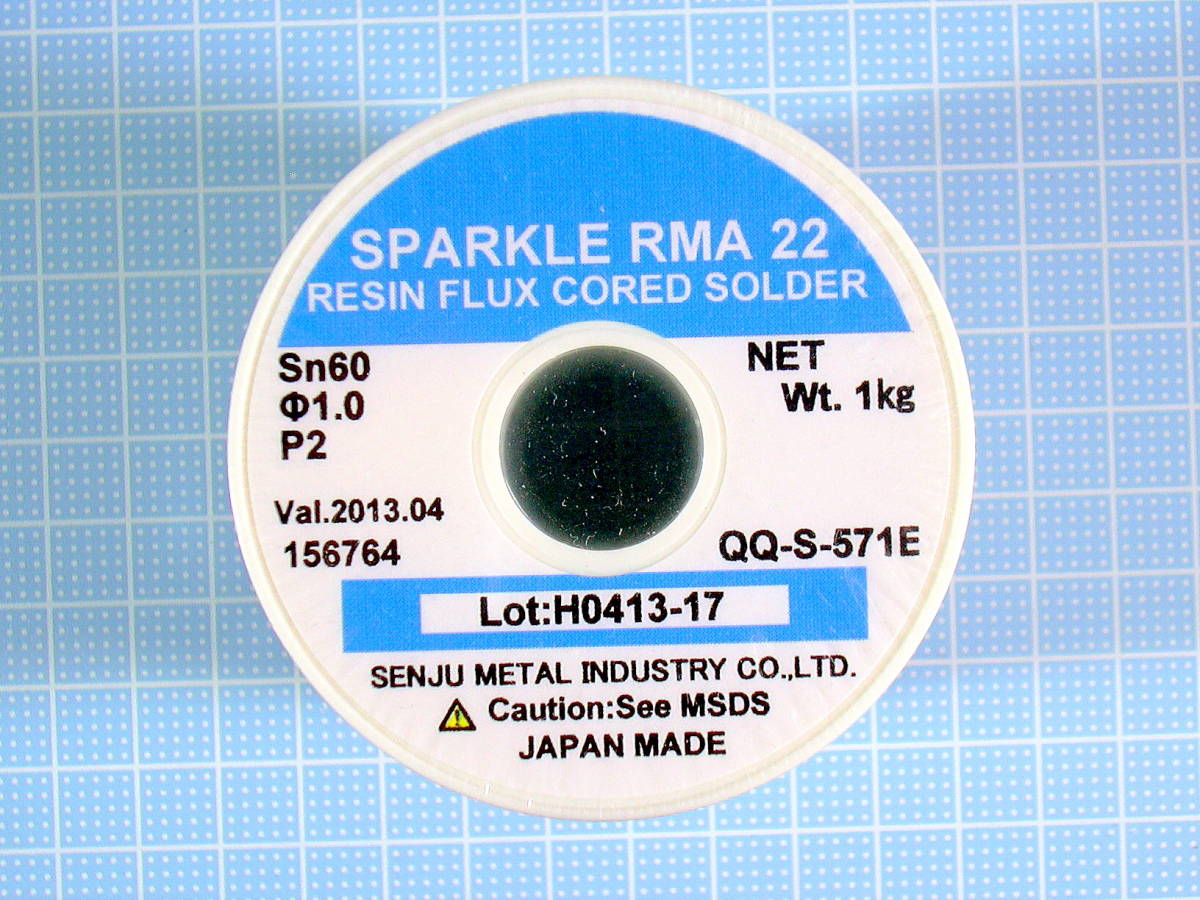 SPARKLE RMA 22
RESIN FLUX CORED SOLDER
Sn60
Φ1.0
P2
NET
Wt. 1kg
Val.2013.04
156764
QQ-S-571E
Lot:H0413-17
SENJU METAL INDUSTRY CO.,LTD.
Caution:See MSDS
JAPAN MADE